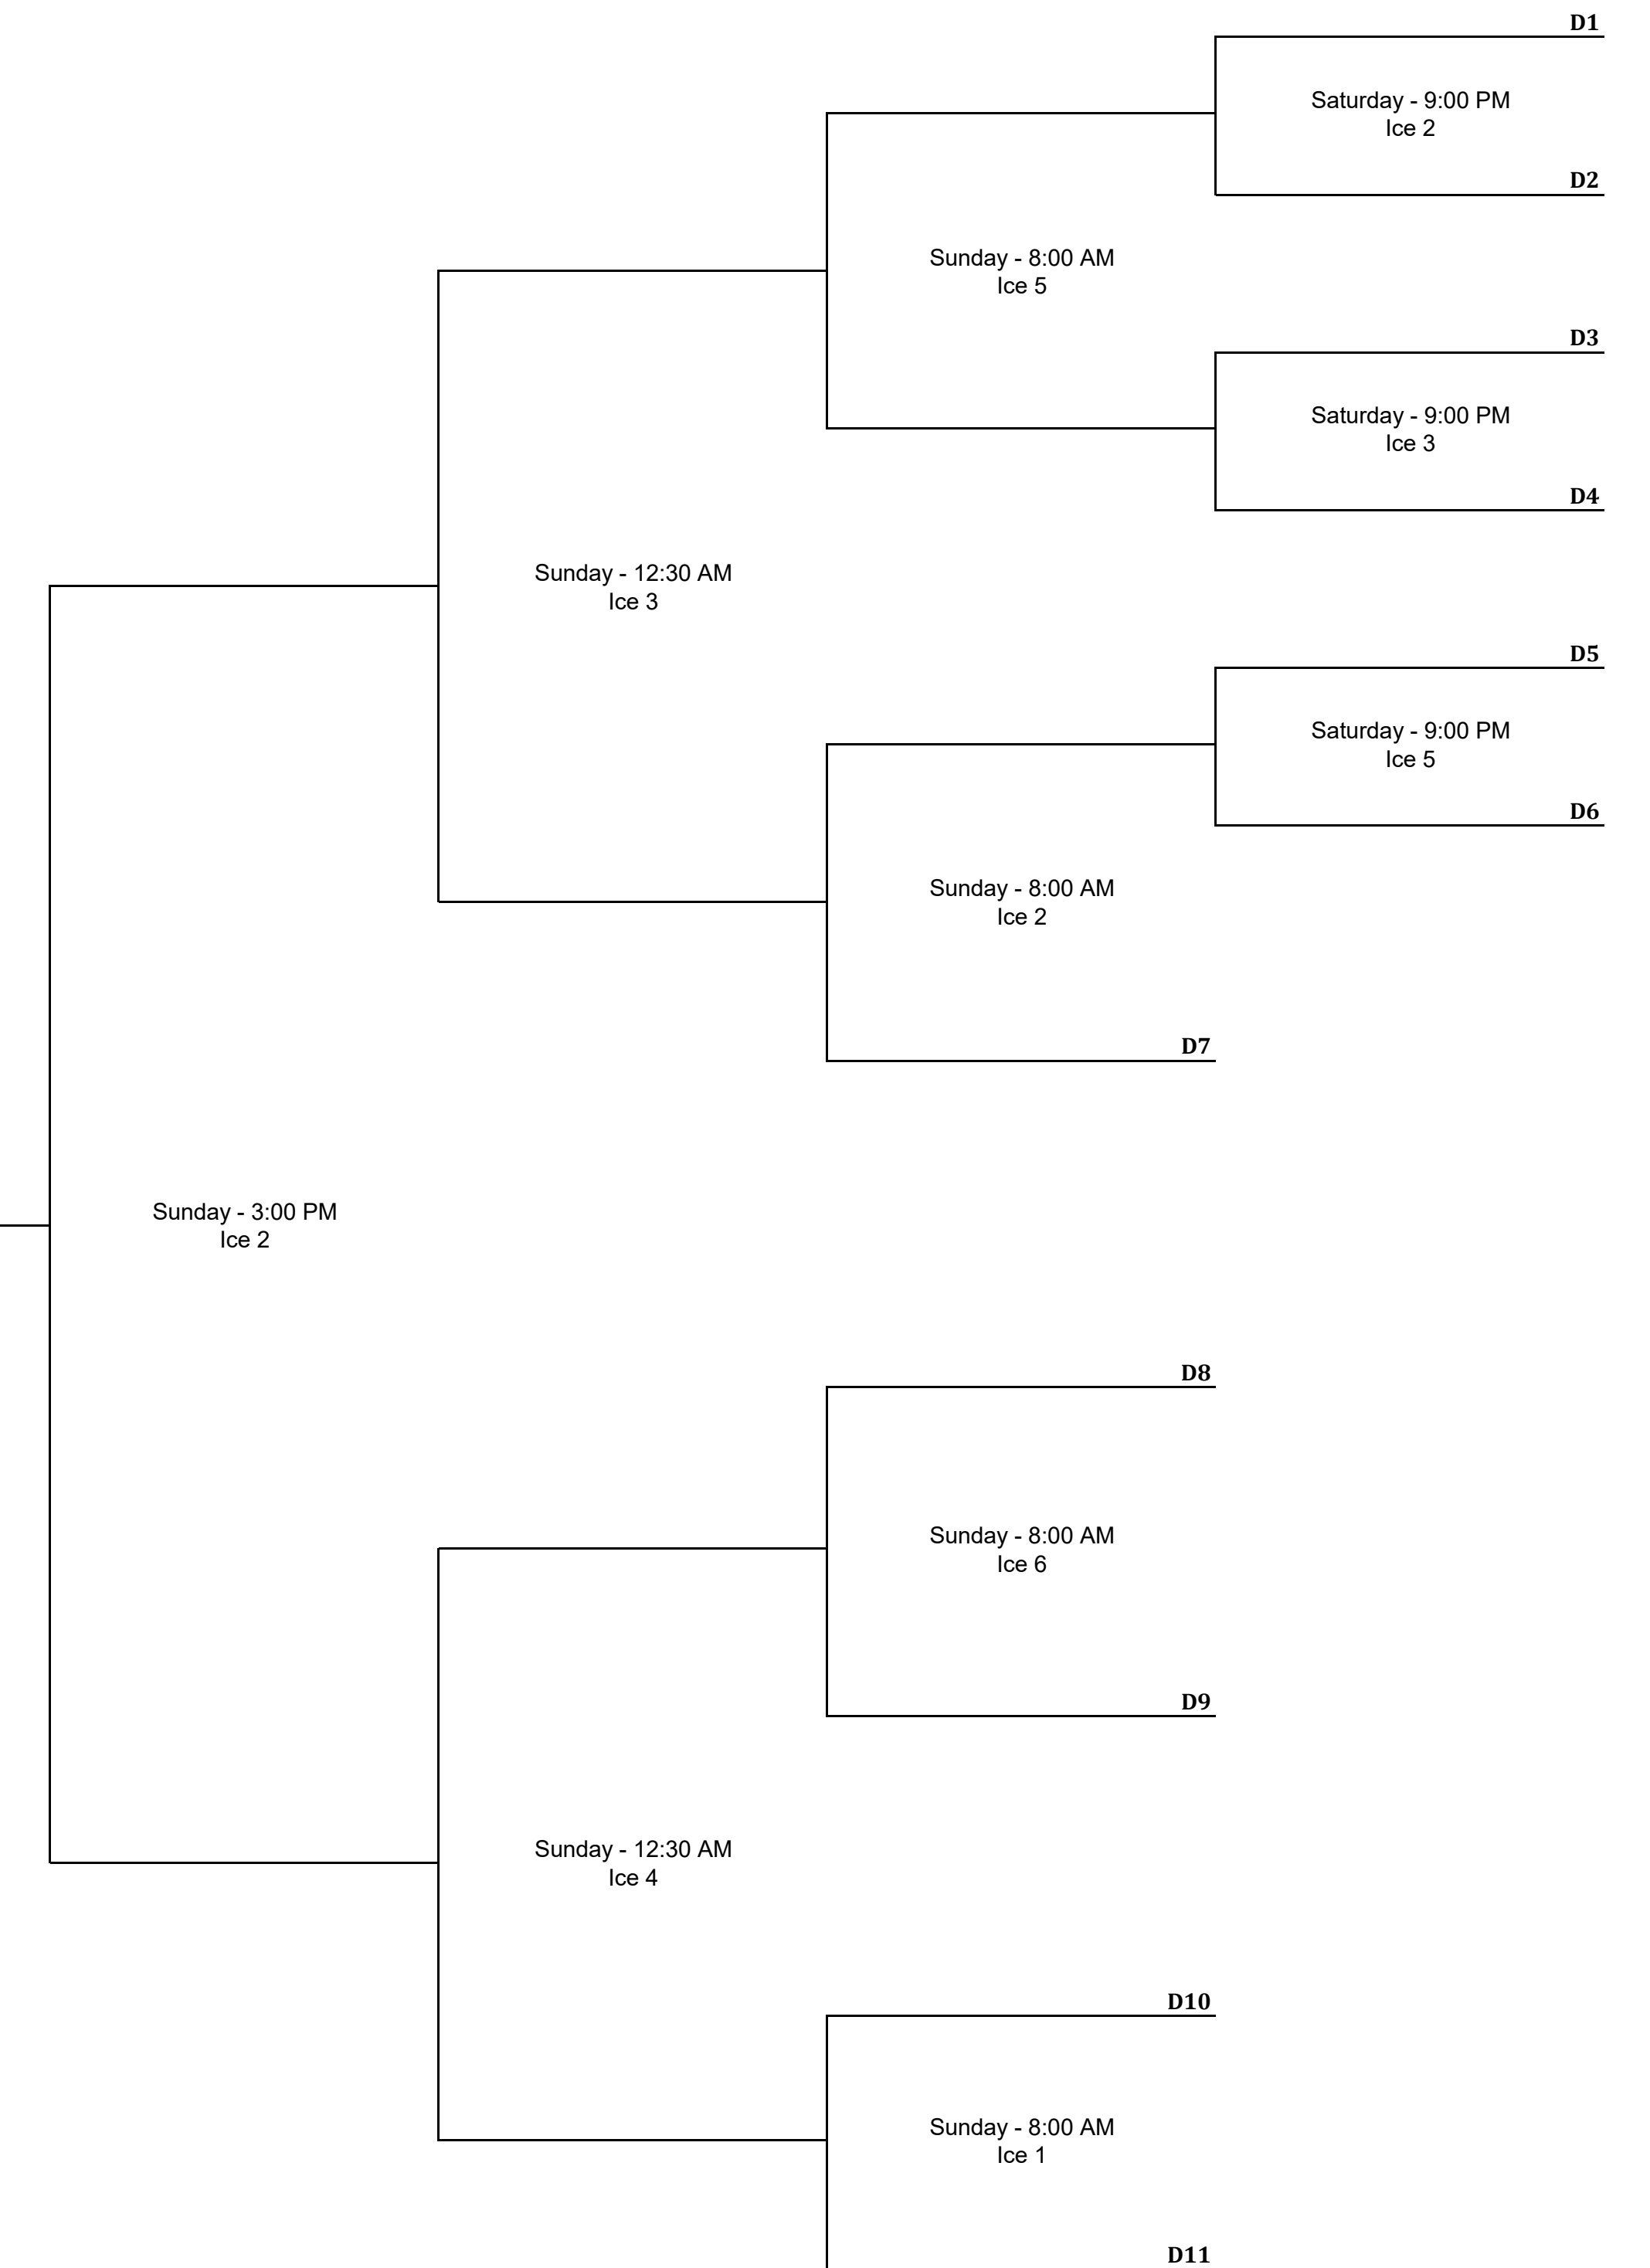 D1
Saturday - 9:00 PM
Ice 2
D2
Sunday - 8:00 AM
Ice 5
D3
Saturday - 9:00 PM
Ice 3
D4
Sunday - 12:30 AM
Ice 3
D5
Saturday - 9:00 PM
Ice 5
D6
Sunday - 8:00 AM
Ice 2
D7
Sunday - 3:00 PM
Ice 2
D8
Sunday - 8:00 AM
Ice 6
D9
Sunday - 12:30 AM
Ice 4
D10
Sunday - 8:00 AM
Ice 1
D11